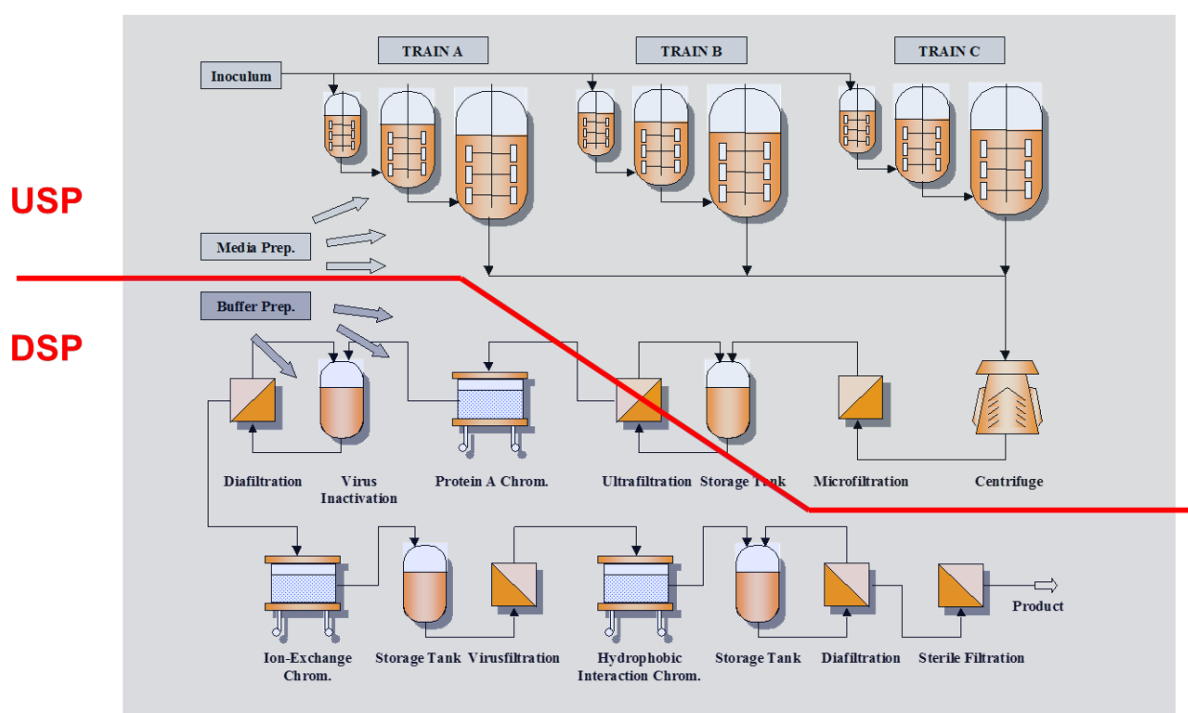 TRAIN A
TRAIN B
TRAIN C
Inoculum
USP
Media Prep.
Buffer Prep.
DSP
Diafiltration
Virus
Inactivation
Protein A Chrom.
Ultrafiltration
Storage Tank
Microfiltration
Centrifuge
Product
Ion-Exchange
Chrom.
Storage Tank
Virusfiltration
Hydrophobic
Interaction Chrom.
Storage Tank
Diafiltration
Sterile Filtration